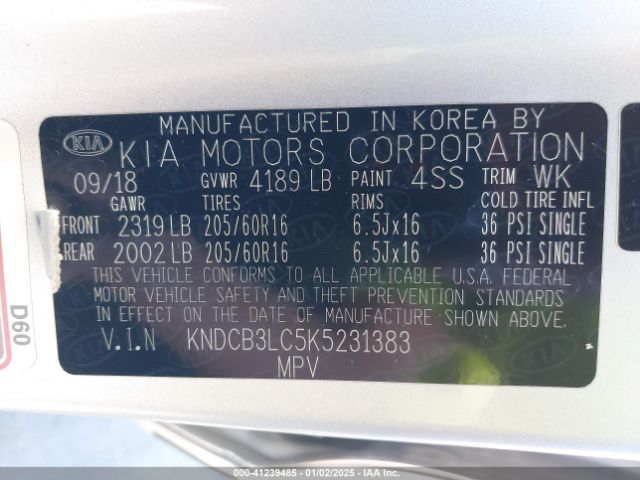 MANUFACTURED IN KOREA BY
KIA KIA MOTORS CORPORATION
09/18 GVWR 4189 LB PAINT 4SS TRIM WK
GAWR TIRES RIMS COLD TIRE INFL
FRONT 2319 LB 205/60R16 6.5Jx16 36 PSI SINGLE
REAR 2002 LB 205/60R16 6.5Jx16 36 PSI SINGLE
THIS VEHICLE CONFORMS TO ALL APPLICABLE U.S.A. FEDERAL
MOTOR VEHICLE SAFETY AND THEFT PREVENTION STANDARDS
IN EFFECT ON THE DATE OF MANUFACTURE SHOWN ABOVE.
V.I.N KNDCB3LC5K5231383
MPV
D60
000-41239485 - 01/02/2025 - IAA Inc.